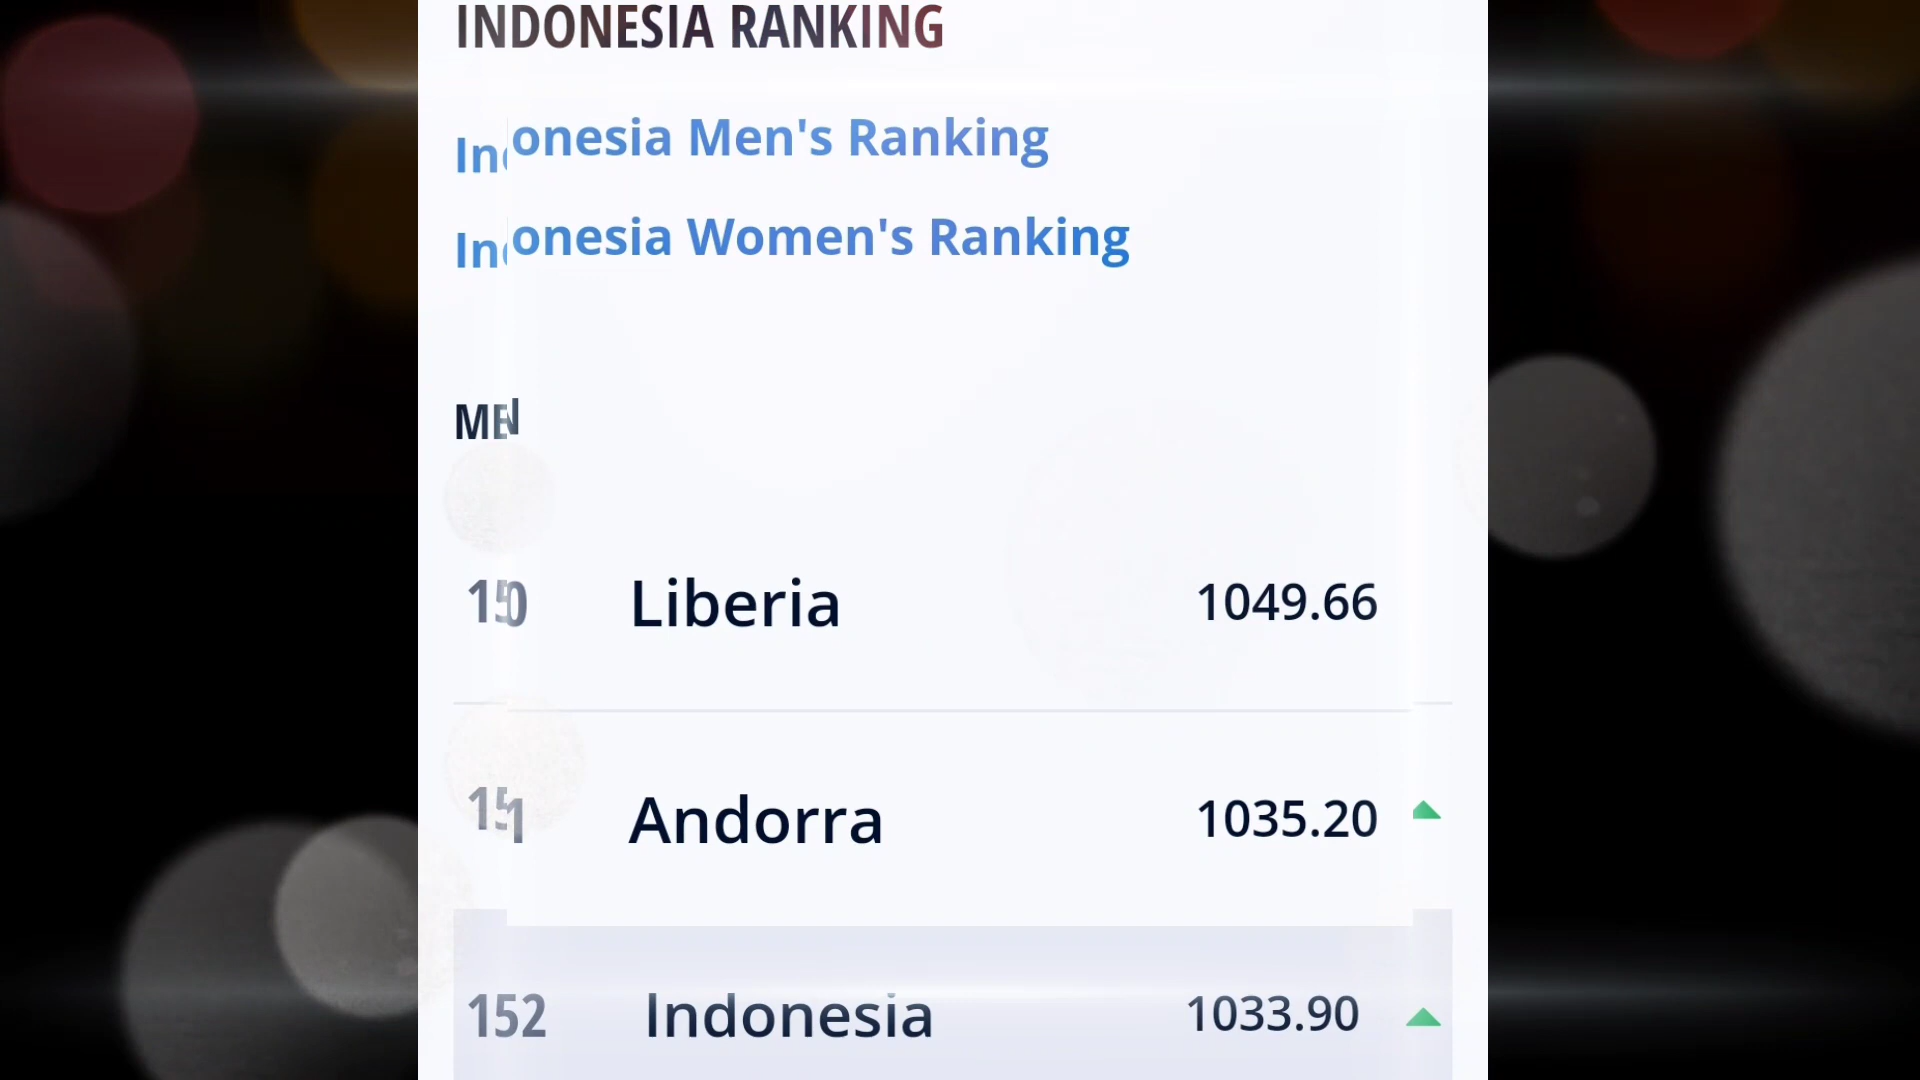 INDONESIA RANKING
Indonesia Men's Ranking
Indonesia Women's Ranking
MEN
150 Liberia 1049.66
151 Andorra 1035.20
152 Indonesia 1033.90